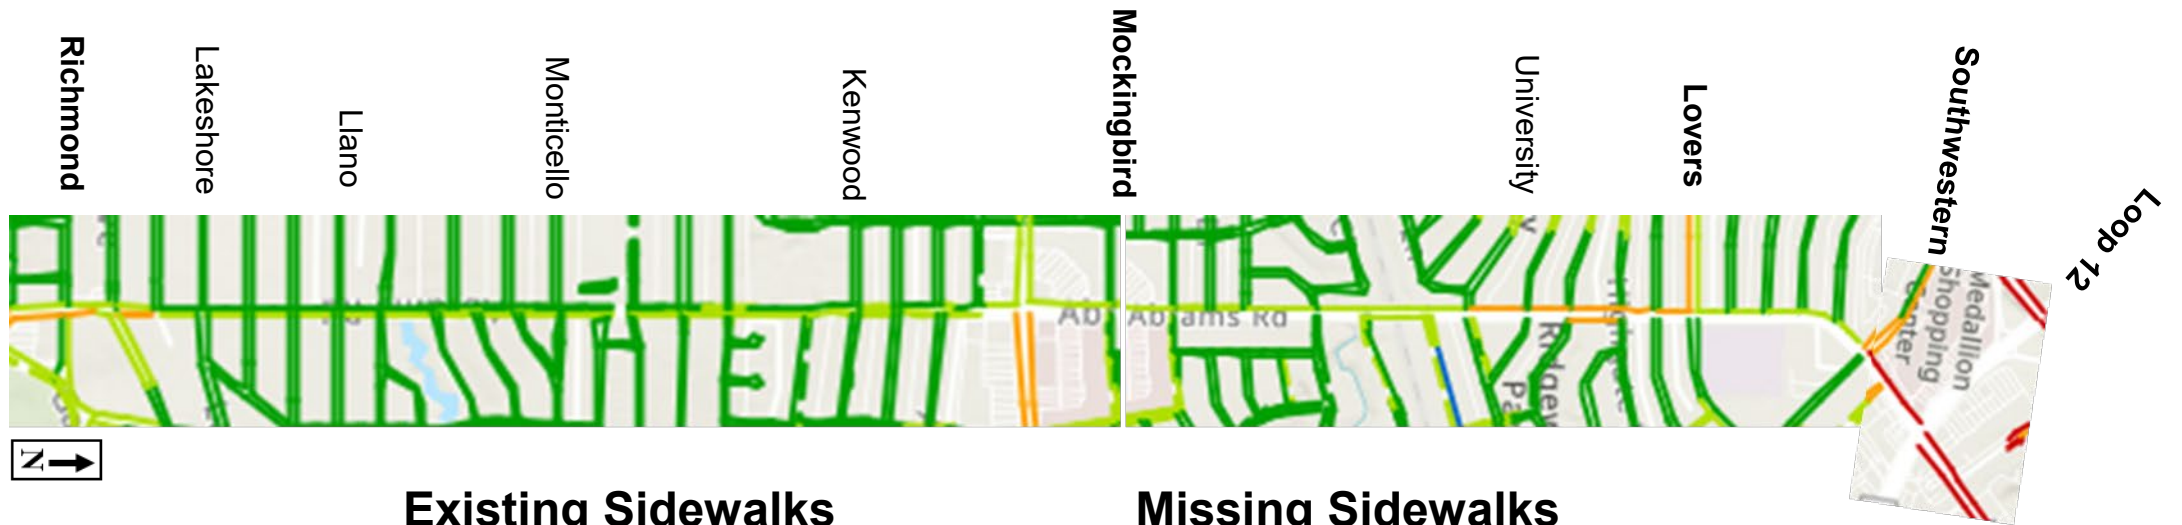 Richmond
Lakeshore
Llano
Monticello
Kenwood
Mockingbird
University
Lovers
Southwestern
Loop 12
Abrams Rd
Medallion
Shopping
Center
N
Existing Sidewalks
Missing Sidewalks